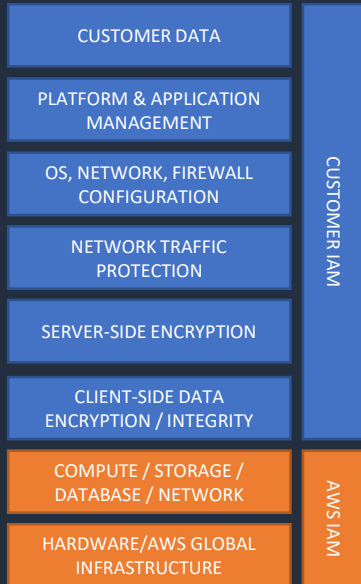 CUSTOMER DATA
PLATFORM & APPLICATION
MANAGEMENT
OS, NETWORK, FIREWALL
CONFIGURATION
NETWORK TRAFFIC
PROTECTION
SERVER-SIDE ENCRYPTION
CLIENT-SIDE DATA
ENCRYPTION / INTEGRITY
CUSTOMER IAM
COMPUTE / STORAGE /
DATABASE / NETWORK
HARDWARE/AWS GLOBAL
INFRASTRUCTURE
AWS IAM